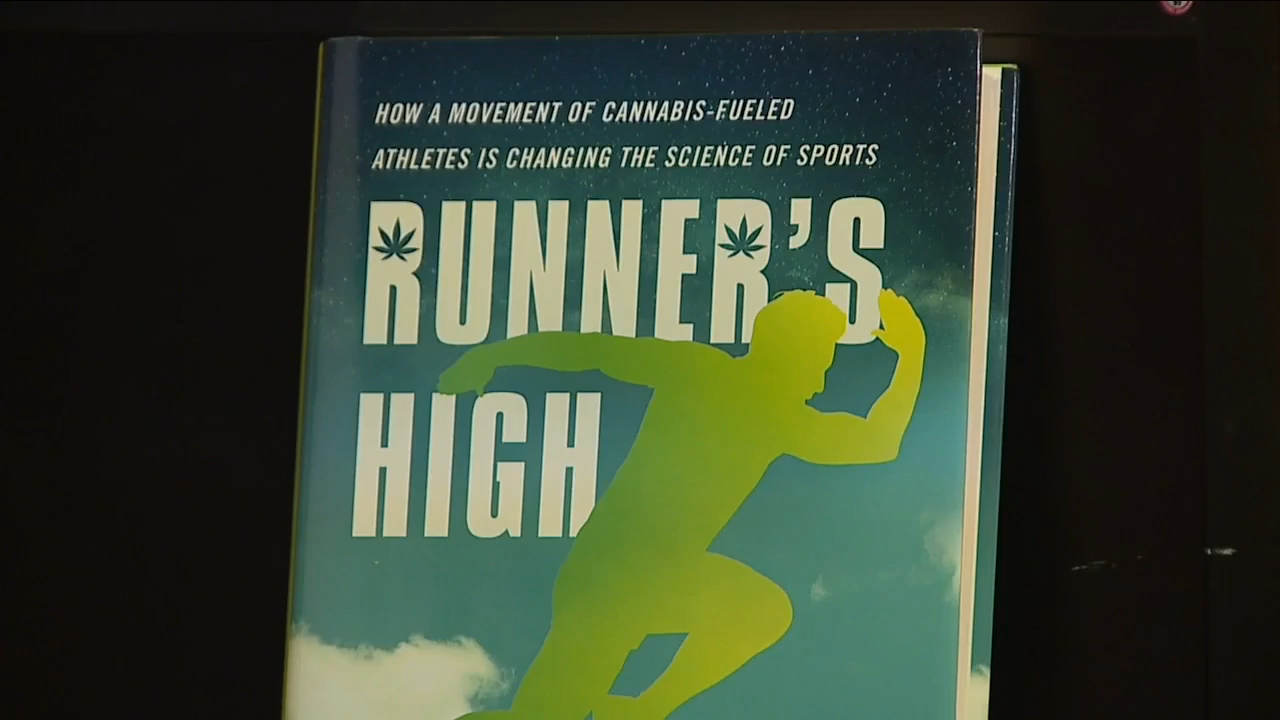 HOW A MOVEMENT OF CANNABIS-FUELED
ATHLETES IS CHANGING THE SCIENCE OF SPORTS
RUNNER'S
HIGH